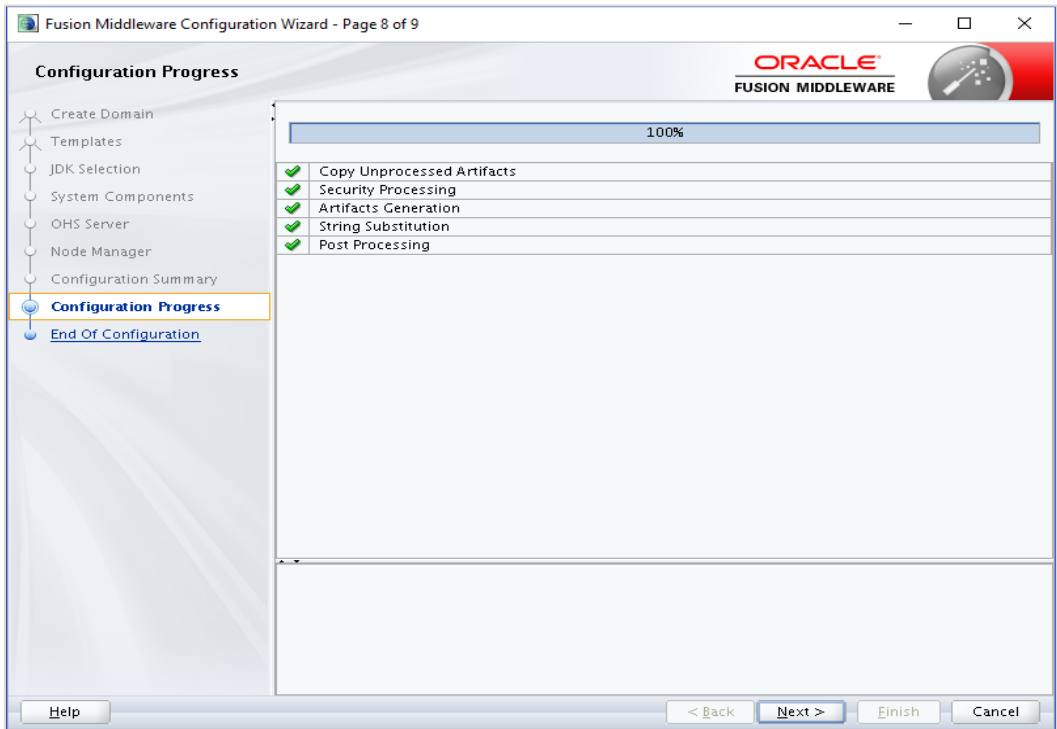 Fusion Middleware Configuration Wizard - Page 8 of 9
Configuration Progress
ORACLE
FUSION MIDDLEWARE
Create Domain
Templates
JDK Selection
System Components
OHS Server
Node Manager
Configuration Summary
Configuration Progress
End Of Configuration
100%
Copy Unprocessed Artifacts
Security Processing
Artifacts Generation
String Substitution
Post Processing
Help
< Back
Next >
Finish
Cancel